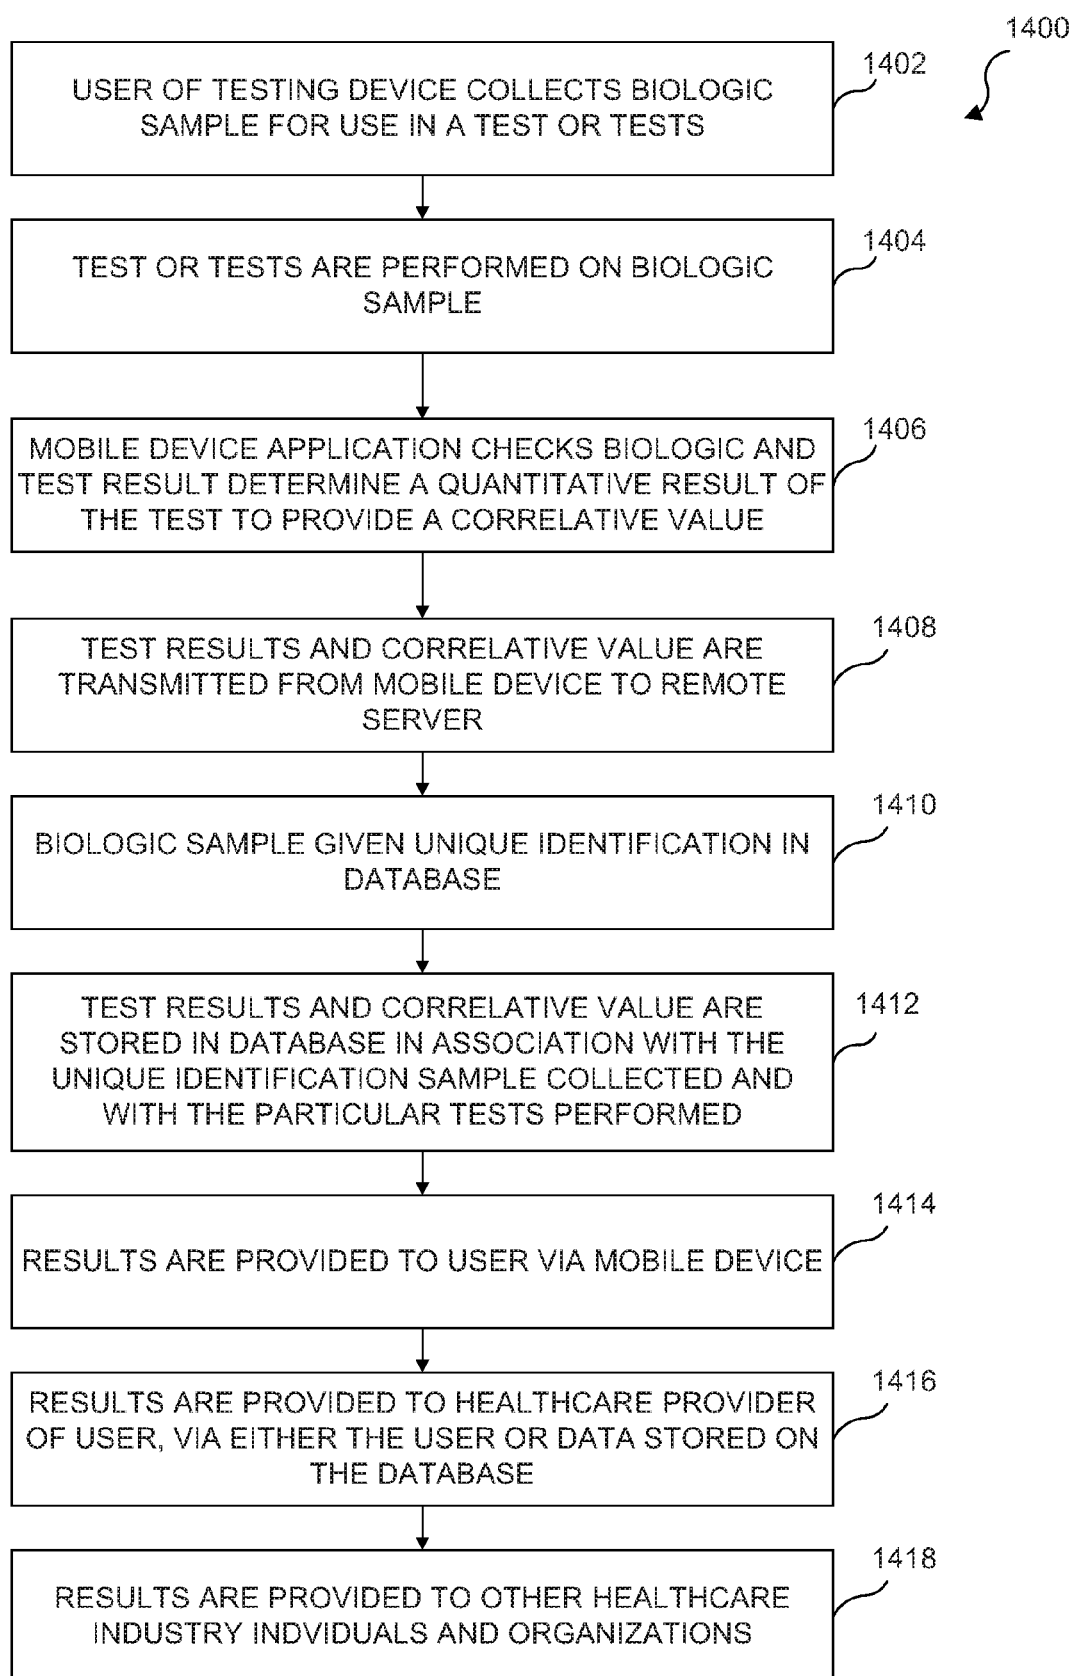 1400
1402
USER OF TESTING DEVICE COLLECTS BIOLOGIC
SAMPLE FOR USE IN A TEST OR TESTS
1404
TEST OR TESTS ARE PERFORMED ON BIOLOGIC
SAMPLE
1406
MOBILE DEVICE APPLICATION CHECKS BIOLOGIC AND
TEST RESULT DETERMINE A QUANTITATIVE RESULT OF
THE TEST TO PROVIDE A CORRELATIVE VALUE
1408
TEST RESULTS AND CORRELATIVE VALUE ARE
TRANSMITTED FROM MOBILE DEVICE TO REMOTE
SERVER
1410
BIOLOGIC SAMPLE GIVEN UNIQUE IDENTIFICATION IN
DATABASE
1412
TEST RESULTS AND CORRELATIVE VALUE ARE
STORED IN DATABASE IN ASSOCIATION WITH THE
UNIQUE IDENTIFICATION SAMPLE COLLECTED AND
WITH THE PARTICULAR TESTS PERFORMED
1414
RESULTS ARE PROVIDED TO USER VIA MOBILE DEVICE
1416
RESULTS ARE PROVIDED TO HEALTHCARE PROVIDER
OF USER, VIA EITHER THE USER OR DATA STORED ON
THE DATABASE
1418
RESULTS ARE PROVIDED TO OTHER HEALTHCARE
INDUSTRY INDVIDUALS AND ORGANIZATIONS